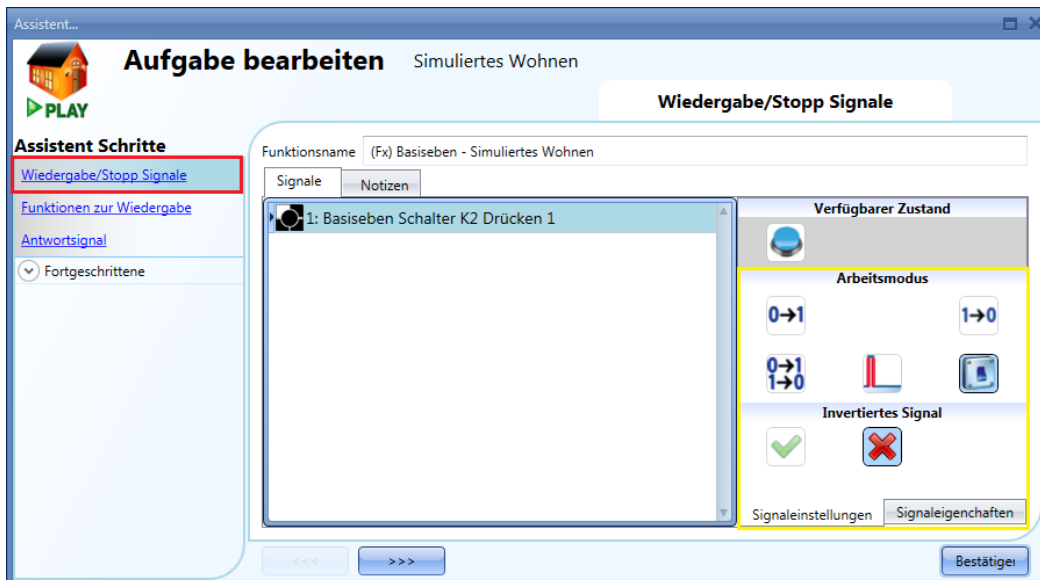 Assistent...
Aufgabe bearbeiten Simuliertes Wohnen
PLAY
Wiedergabe/Stopp Signale
Assistent Schritte
Wiedergabe/Stopp Signale
Funktionen zur Wiedergabe
Antwortsignal
Fortgeschrittene
Funktionsname (Fx) Basiseben - Simuliertes Wohnen
Signale Notizen
1: Basiseben Schalter K2 Drücken 1
Verfügbarer Zustand
Arbeitsmodus
0→1 1→0
0→1
1→0
Invertiertes Signal
Signaleinstellungen Signaleigenchaften
<<< >>> Bestätiger